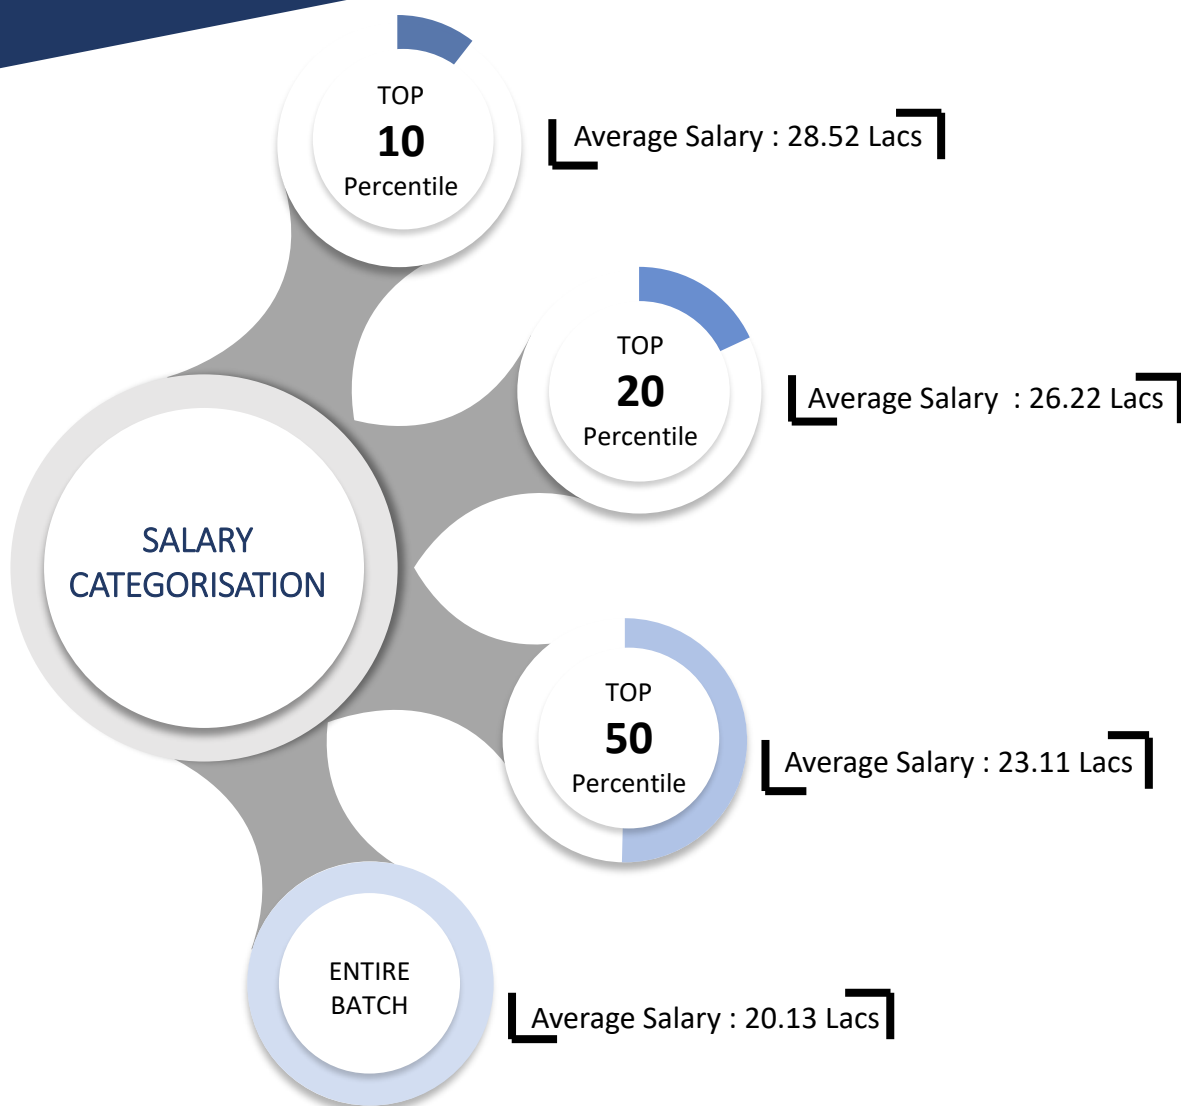 TOP
10
Percentile
Average Salary : 28.52 Lacs
TOP
20
Percentile
Average Salary : 26.22 Lacs
SALARY
CATEGORISATION
TOP
50
Percentile
Average Salary : 23.11 Lacs
ENTIRE
BATCH
Average Salary : 20.13 Lacs